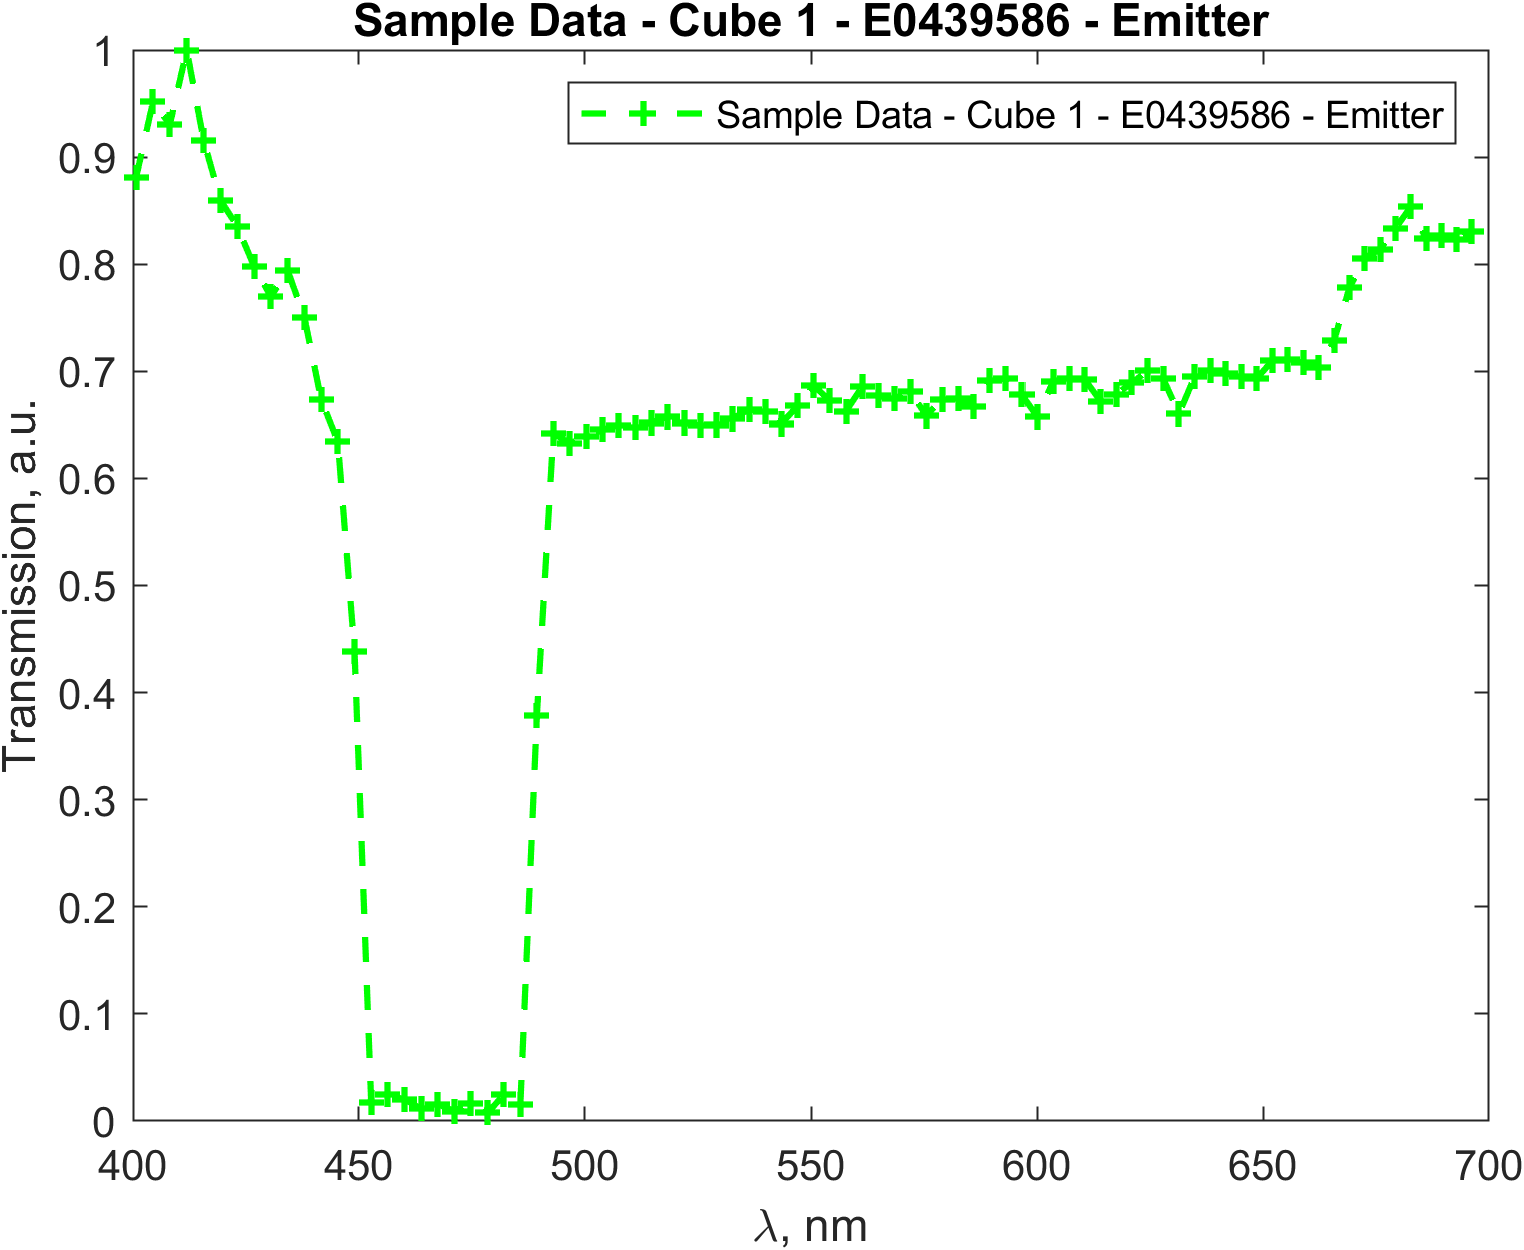 Sample Data - Cube 1 - E0439586 - Emitter
Sample Data - Cube 1 - E0439586 - Emitter
Transmission, a.u.
1
0.9
0.8
0.7
0.6
0.5
0.4
0.3
0.2
0.1
0
400 450 500 550 600 650 700
λ, nm